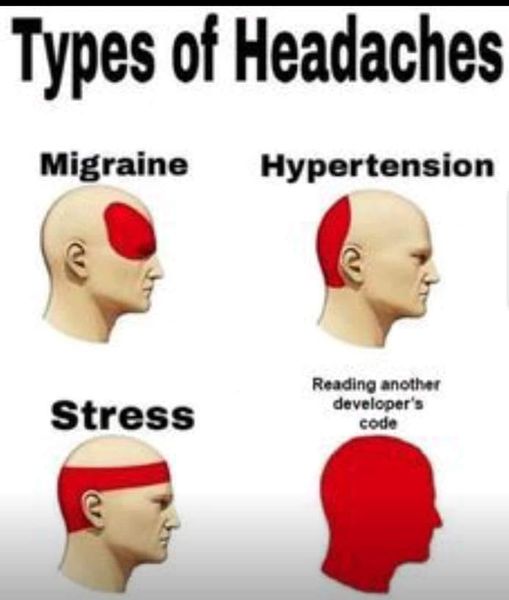 Types of Headaches
Migraine
Hypertension
Stress
Reading another
developer's
code